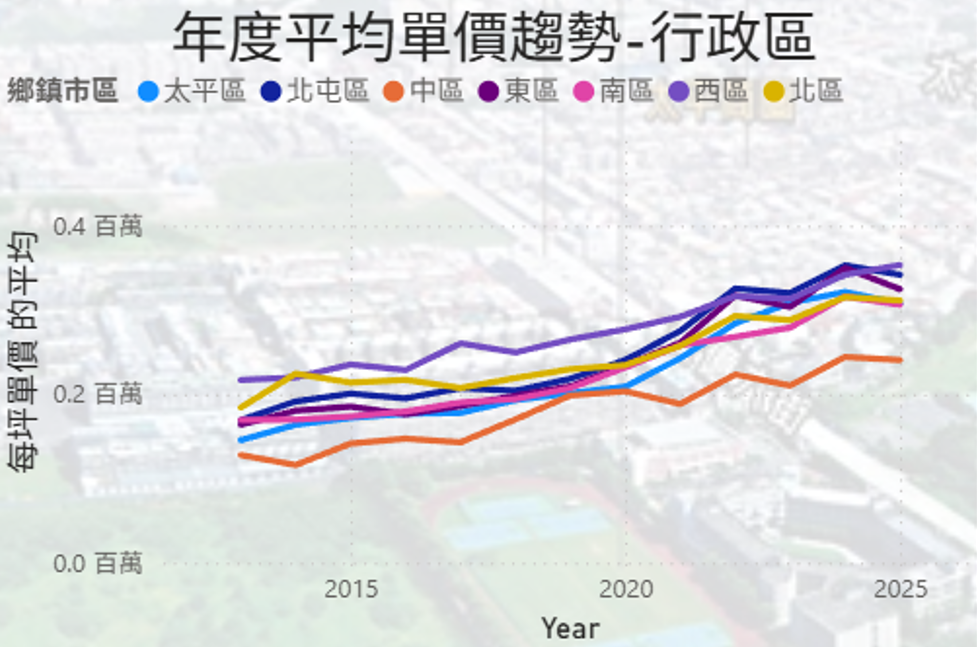 年度平均單價趨勢-行政區
鄉鎮市區 太平區 北屯區 中區 東區 南區 西區 北區
每坪單價 的平均
0.4 百萬
0.2 百萬
0.0 百萬
2015 2020 2025
Year